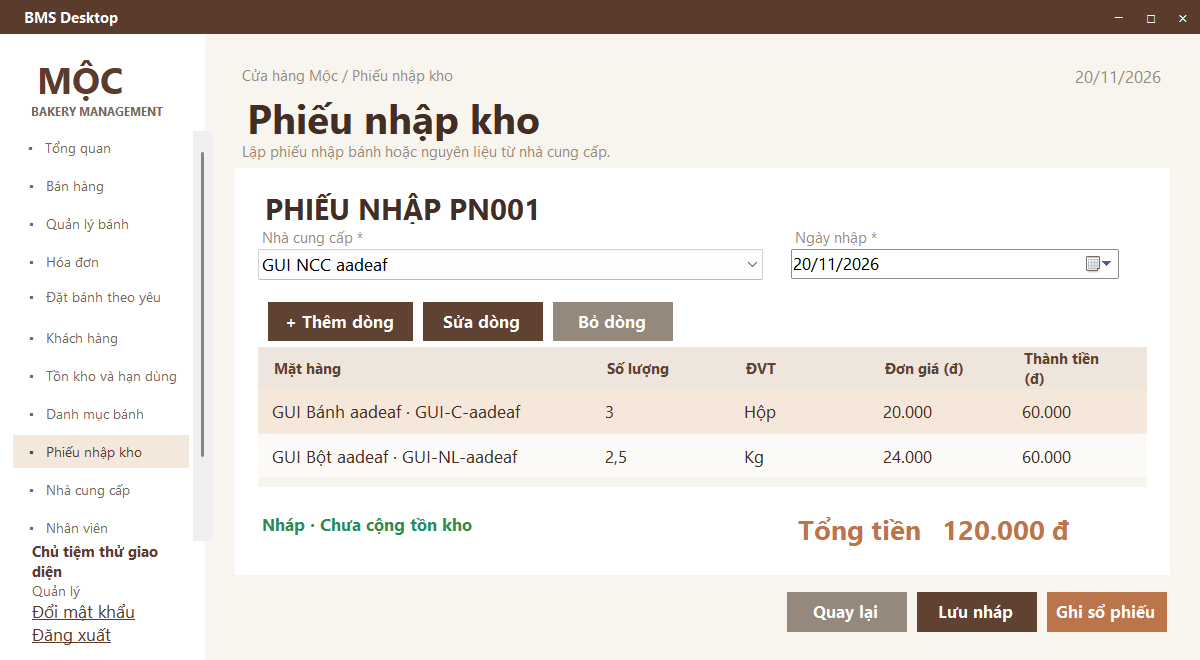 BMS Desktop
MỘC
BAKERY MANAGEMENT
Tổng quan
Bán hàng
Quản lý bánh
Hóa đơn
Đặt bánh theo yêu
Khách hàng
Tồn kho và hạn dùng
Danh mục bánh
Phiếu nhập kho
Nhà cung cấp
Nhân viên
Chủ tiệm thử giao
diện
Quản lý
Đổi mật khẩu
Đăng xuất
Cửa hàng Mộc / Phiếu nhập kho
20/11/2026
Phiếu nhập kho
Lập phiếu nhập bánh hoặc nguyên liệu từ nhà cung cấp.
PHIẾU NHẬP PN001
Nhà cung cấp * Ngày nhập *
GUI NCC aadeaf 20/11/2026
+ Thêm dòng Sửa dòng Bỏ dòng
Mặt hàng Số lượng ĐVT Đơn giá (đ) Thành tiền
(đ)
GUI Bánh aadeaf · GUI-C-aadeaf 3 Hộp 20.000 60.000
GUI Bột aadeaf · GUI-NL-aadeaf 2,5 Kg 24.000 60.000
Nháp · Chưa cộng tồn kho
Tổng tiền 120.000 đ
Quay lại Lưu nháp Ghi sổ phiếu